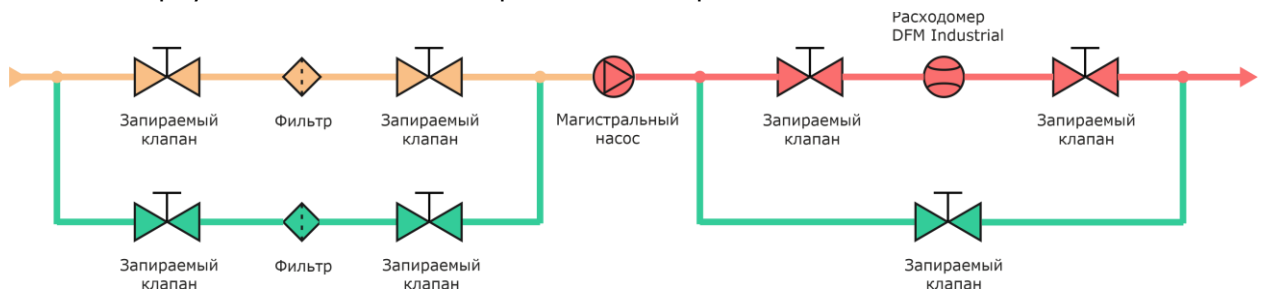 Расходомер
DFM Industrial
Запираемый
клапан
Фильтр
Запираемый
клапан
Магистральный
насос
Запираемый
клапан
Запираемый
клапан
Запираемый
клапан
Фильтр
Запираемый
клапан
Запираемый
клапан